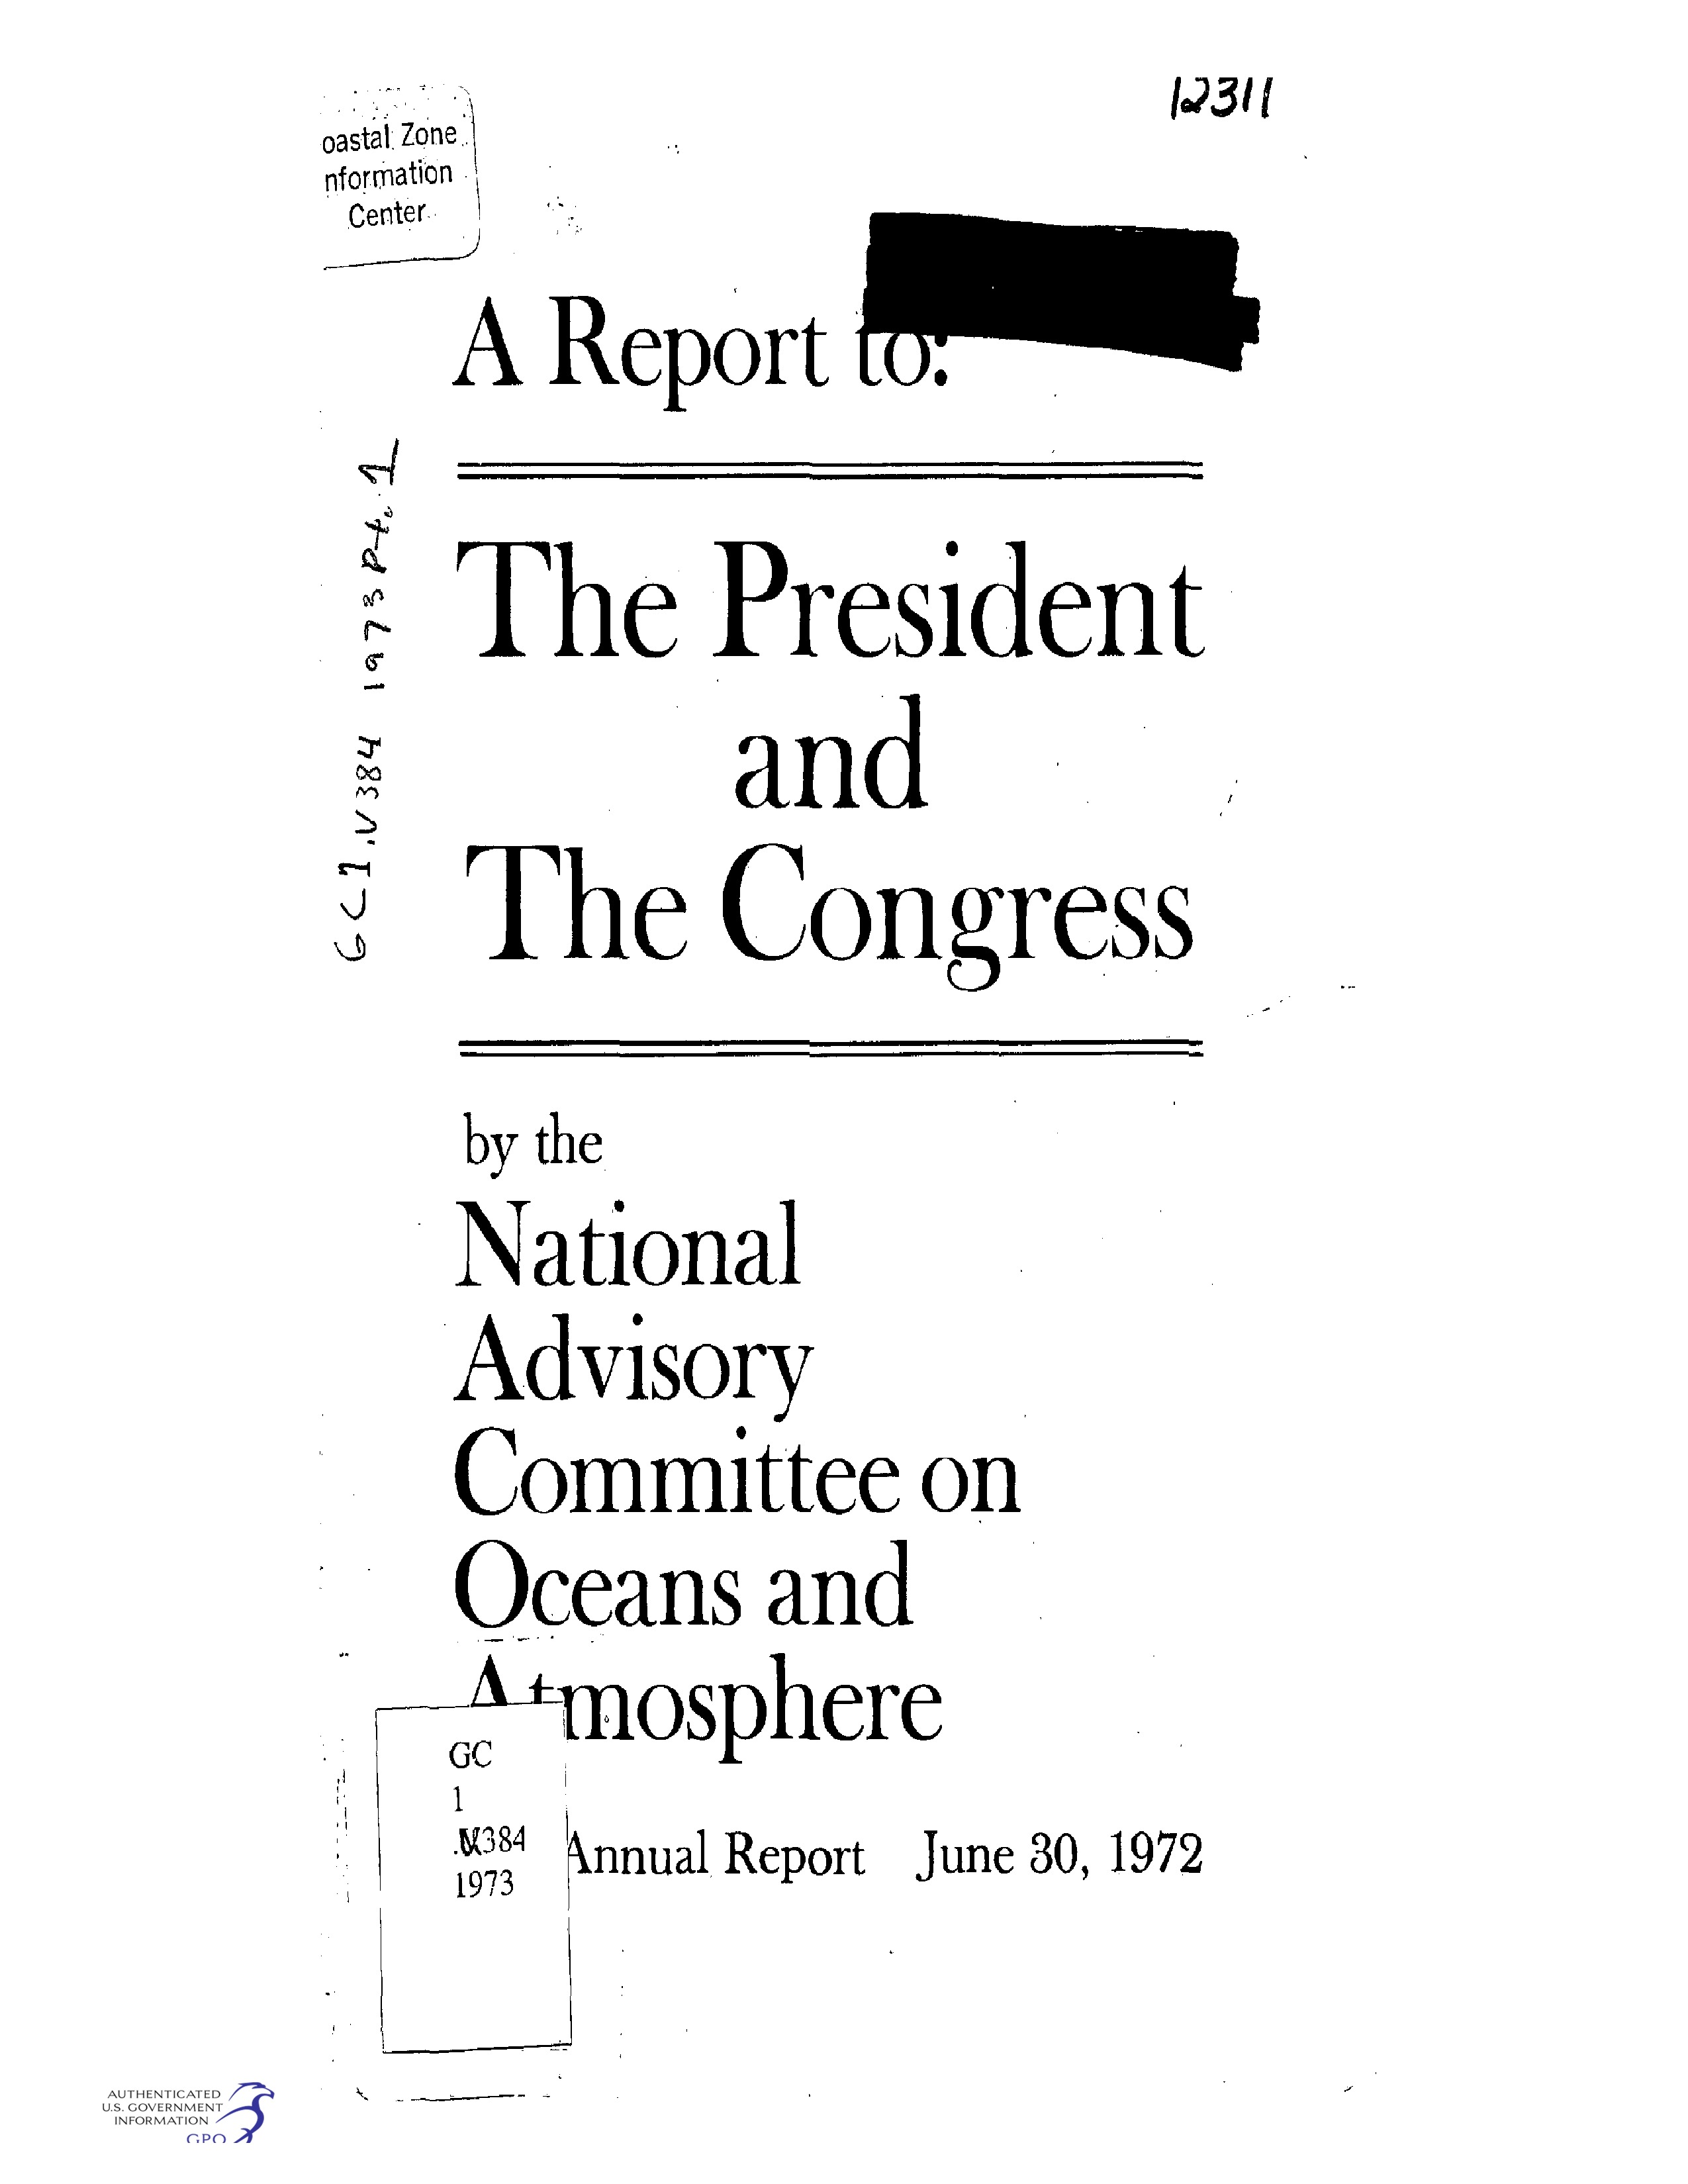 12311
oastal Zone
nformation
Center
A Report to:
The President
and
The Congress
GC1.N384 1973 Pt. 1
by the
National
Advisory
Committee on
Oceans and
Atmosphere
GC
1
.N384
1973
Annual Report June 30, 1972
AUTHENTICATED
U.S. GOVERNMENT
INFORMATION
GPO